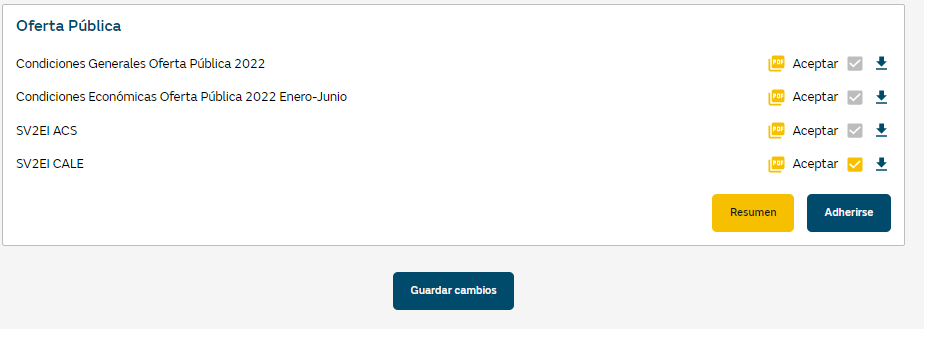 Oferta Pública
Condiciones Generales Oferta Pública 2022 PDF Aceptar
Condiciones Económicas Oferta Pública 2022 Enero-Junio PDF Aceptar
SV2EI ACS PDF Aceptar
SV2EI CALE PDF Aceptar
Resumen Adherirse
Guardar cambios